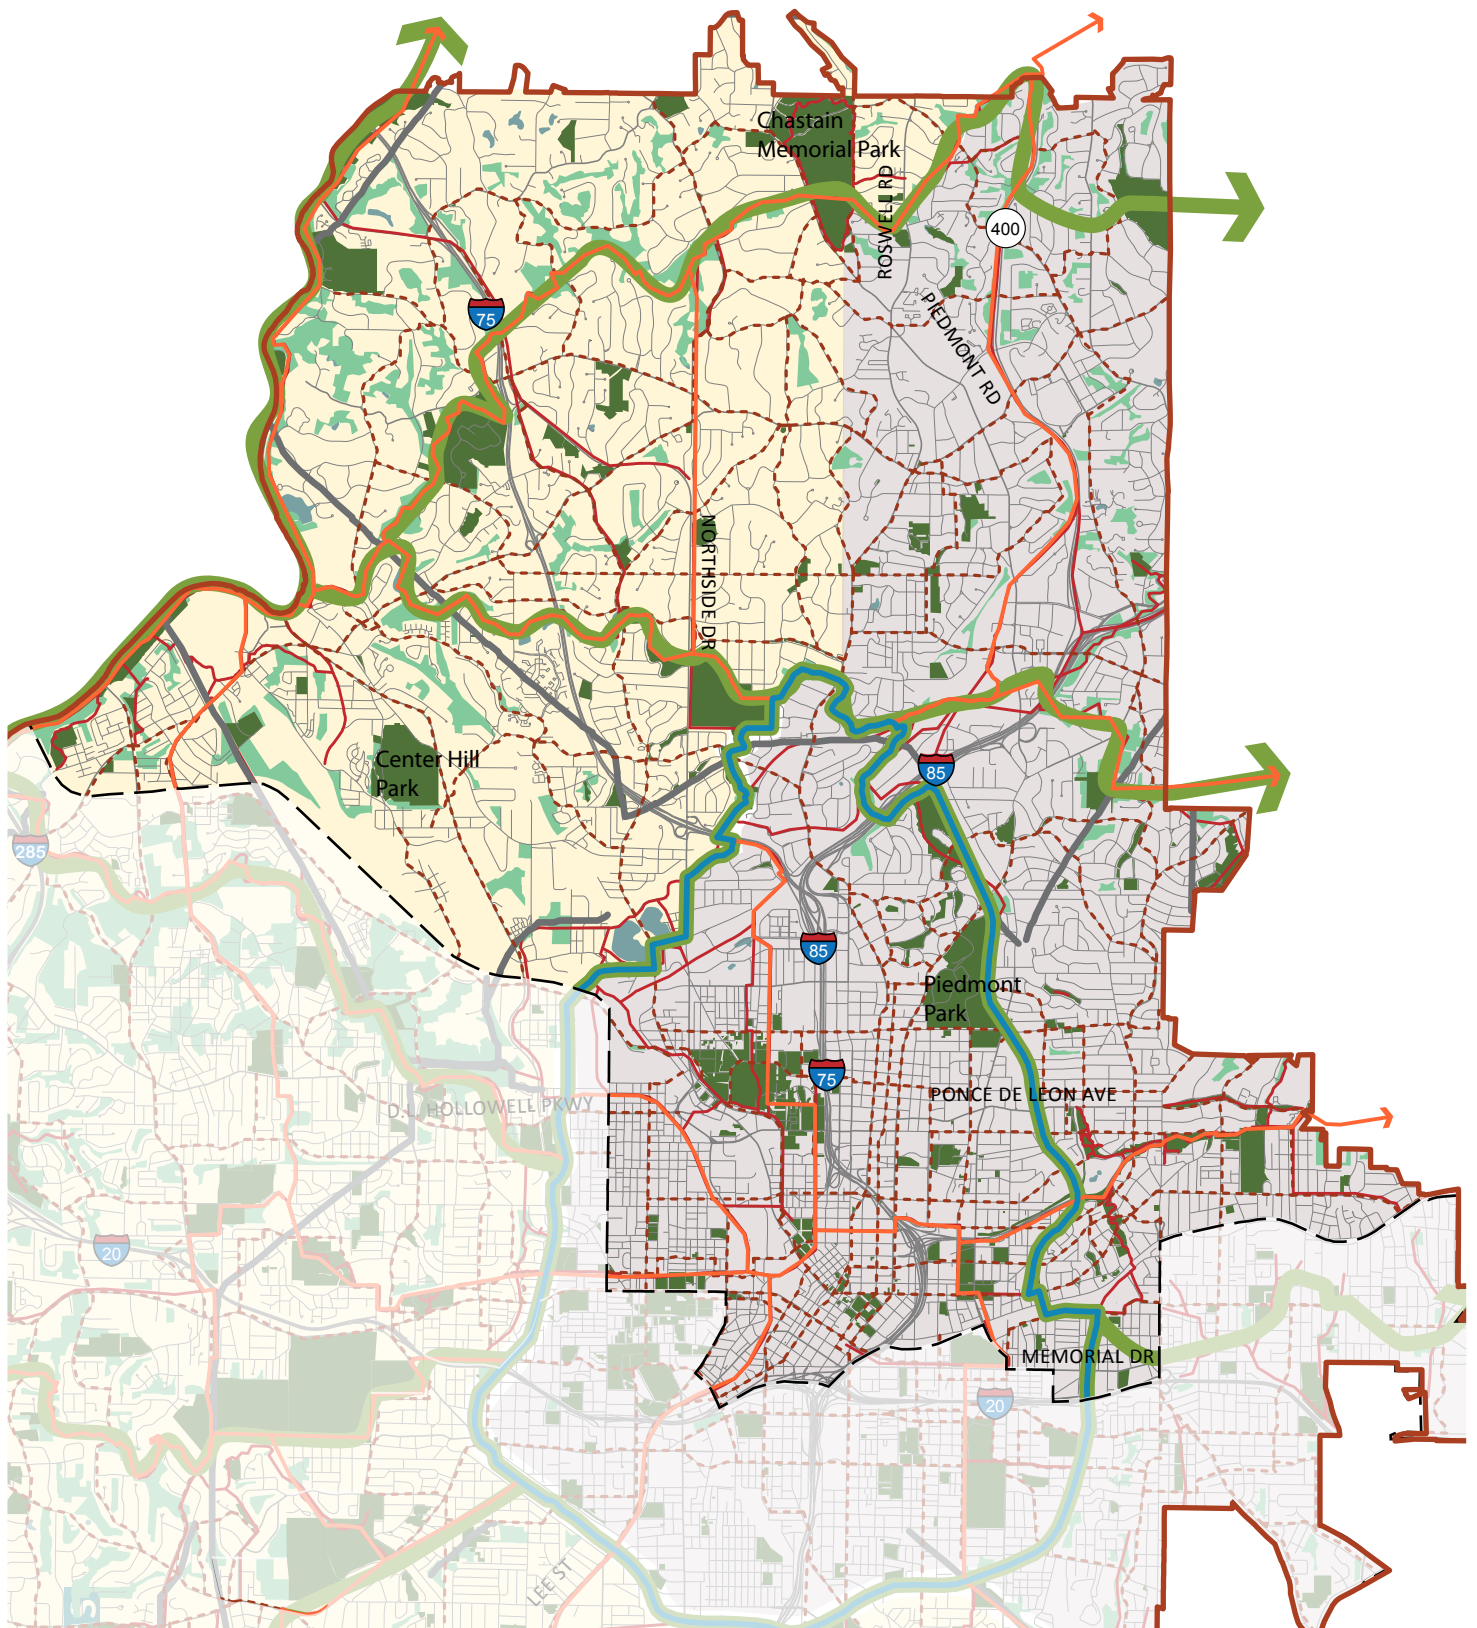 Chastain
Memorial Park
ROSWELL RD
400
PIEDMONT RD
75
NORTHSIDE DR
Center Hill
Park
85
285
85
Piedmont
Park
75
PONCE DE LEON AVE
D.L. HOLLOWELL PKWY
20
MEMORIAL DR
20
LEE ST
S